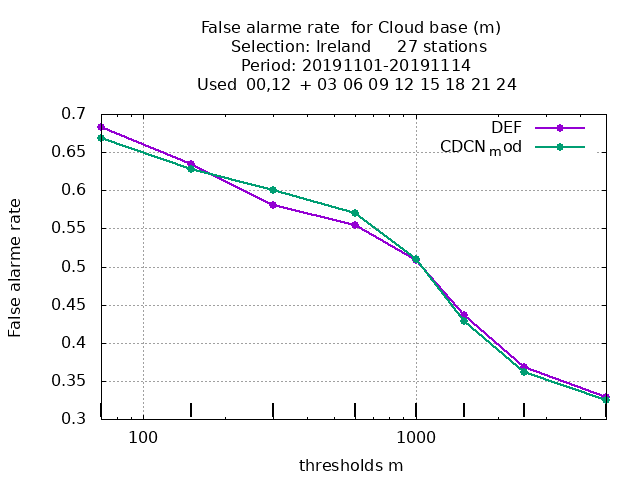 False alarme rate  for Cloud base (m)
Selection: Ireland     27 stations
Period: 20191101-20191114
Used  00,12  + 03 06 09 12 15 18 21 24
DEF
CDCN_mod
0.7
0.65
0.6
0.55
0.5
0.45
0.4
0.35
0.3
False alarme rate
100
1000
thresholds m